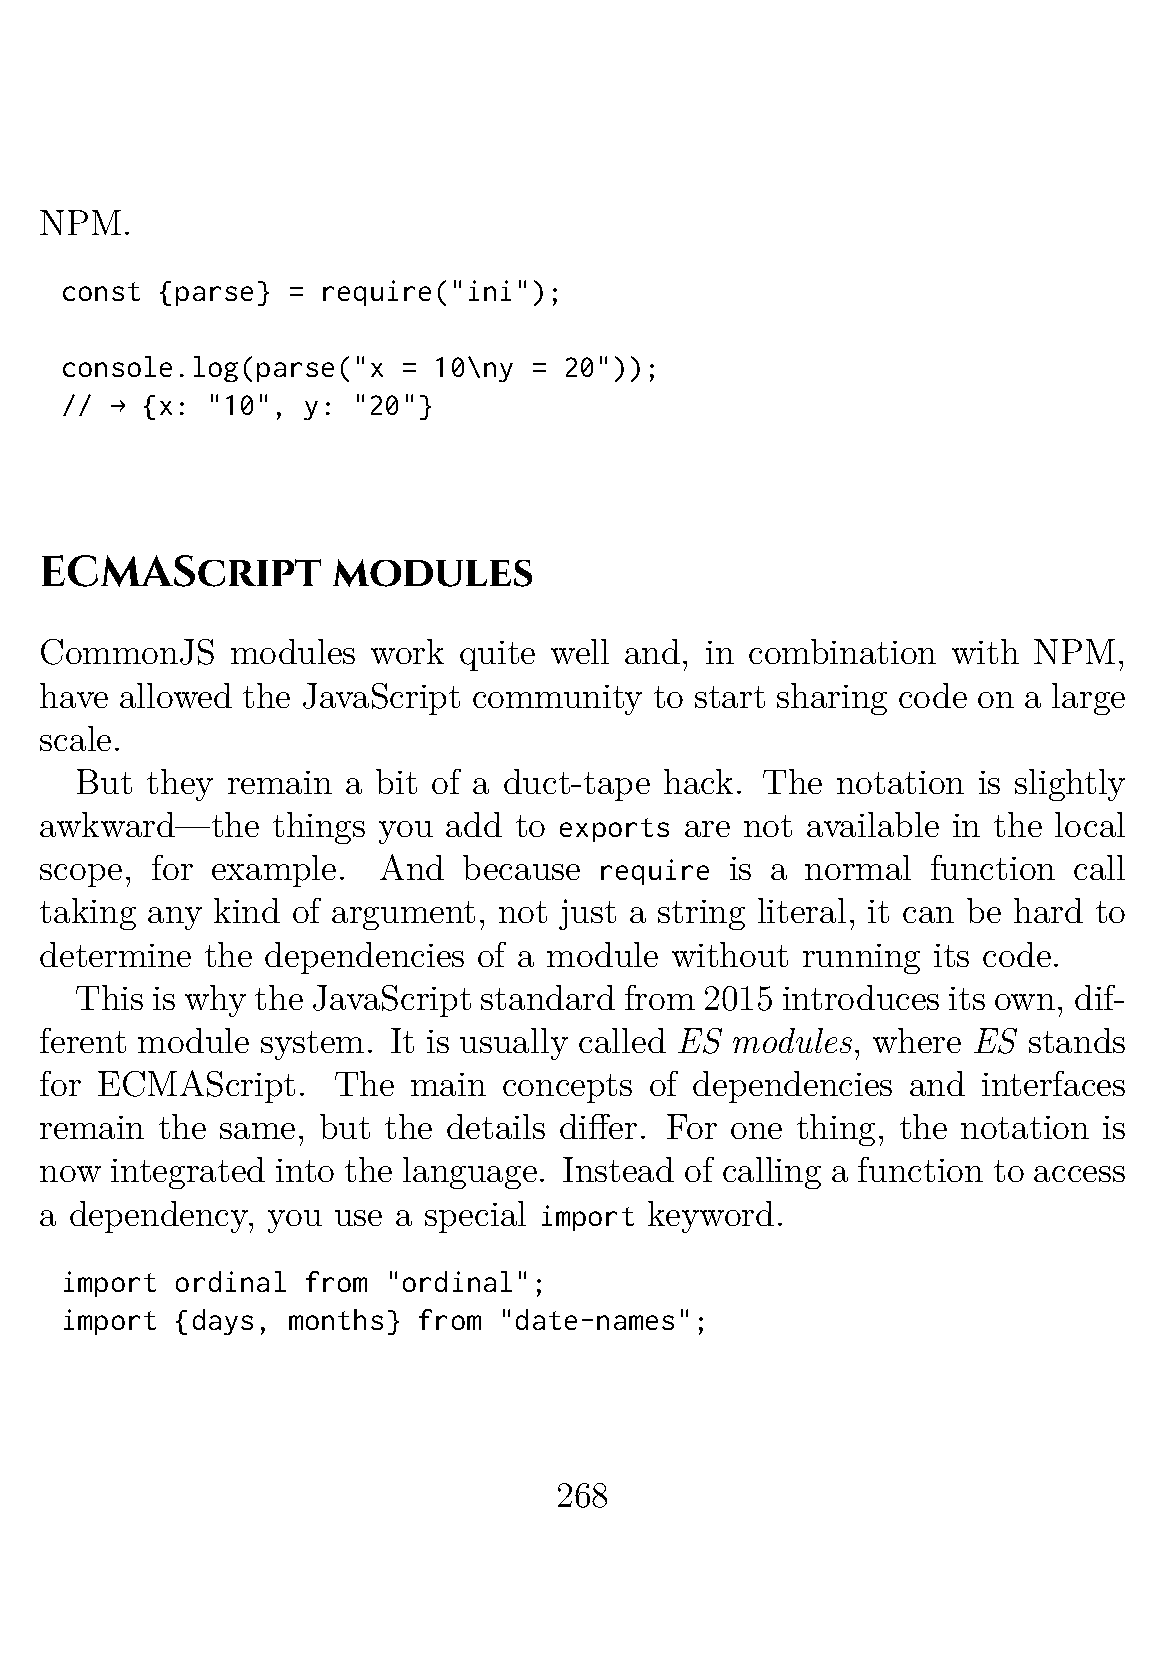 NPM.
const {parse} = require("ini");
console.log(parse("x = 10\ny = 20"));
// → {x: "10", y: "20"}
ECMAScript modules
CommonJS modules work quite well and, in combination with NPM,
have allowed the JavaScript community to start sharing code on a large
scale.
But they remain a bit of a duct-tape hack. The notation is slightly
awkward—the things you add to exports are not available in the local
scope, for example. And because require is a normal function call
taking any kind of argument, not just a string literal, it can be hard to
determine the dependencies of a module without running its code.
This is why the JavaScript standard from 2015 introduces its own, dif-
ferent module system. It is usually called ES modules, where ES stands
for ECMAScript. The main concepts of dependencies and interfaces
remain the same, but the details differ. For one thing, the notation is
now integrated into the language. Instead of calling a function to access
a dependency, you use a special import keyword.
import ordinal from "ordinal";
import {days, months} from "date-names";
268